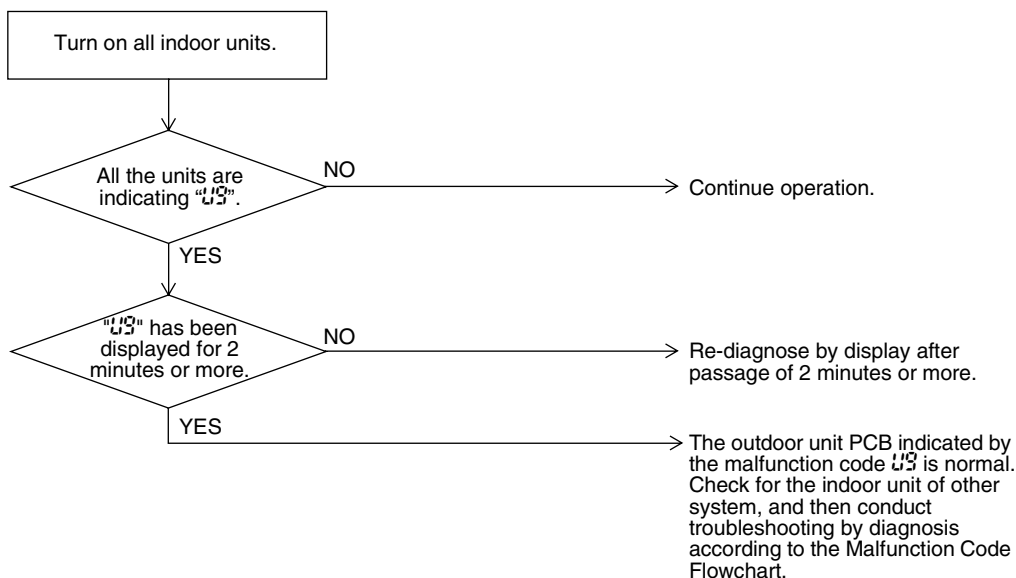 Turn on all indoor units.
All the units are
indicating “U9”.
NO
Continue operation.
YES
"U9" has been
displayed for 2
minutes or more.
NO
Re-diagnose by display after
passage of 2 minutes or more.
YES
The outdoor unit PCB indicated by
the malfunction code U9 is normal.
Check for the indoor unit of other
system, and then conduct
troubleshooting by diagnosis
according to the Malfunction Code
Flowchart.